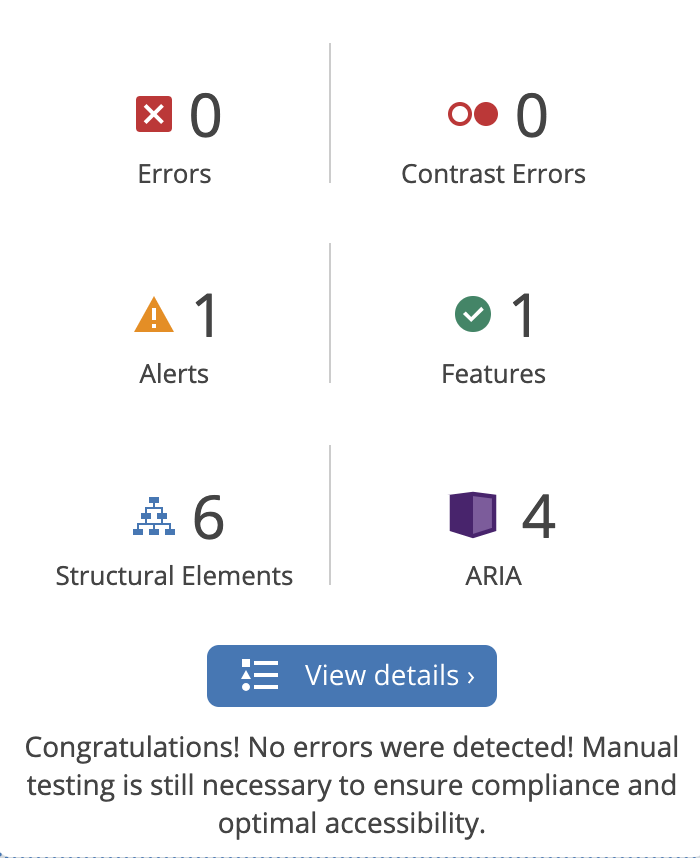 0
Errors
0
Contrast Errors
1
Alerts
1
Features
6
Structural Elements
4
ARIA
View details ›
Congratulations! No errors were detected! Manual
testing is still necessary to ensure compliance and
optimal accessibility.